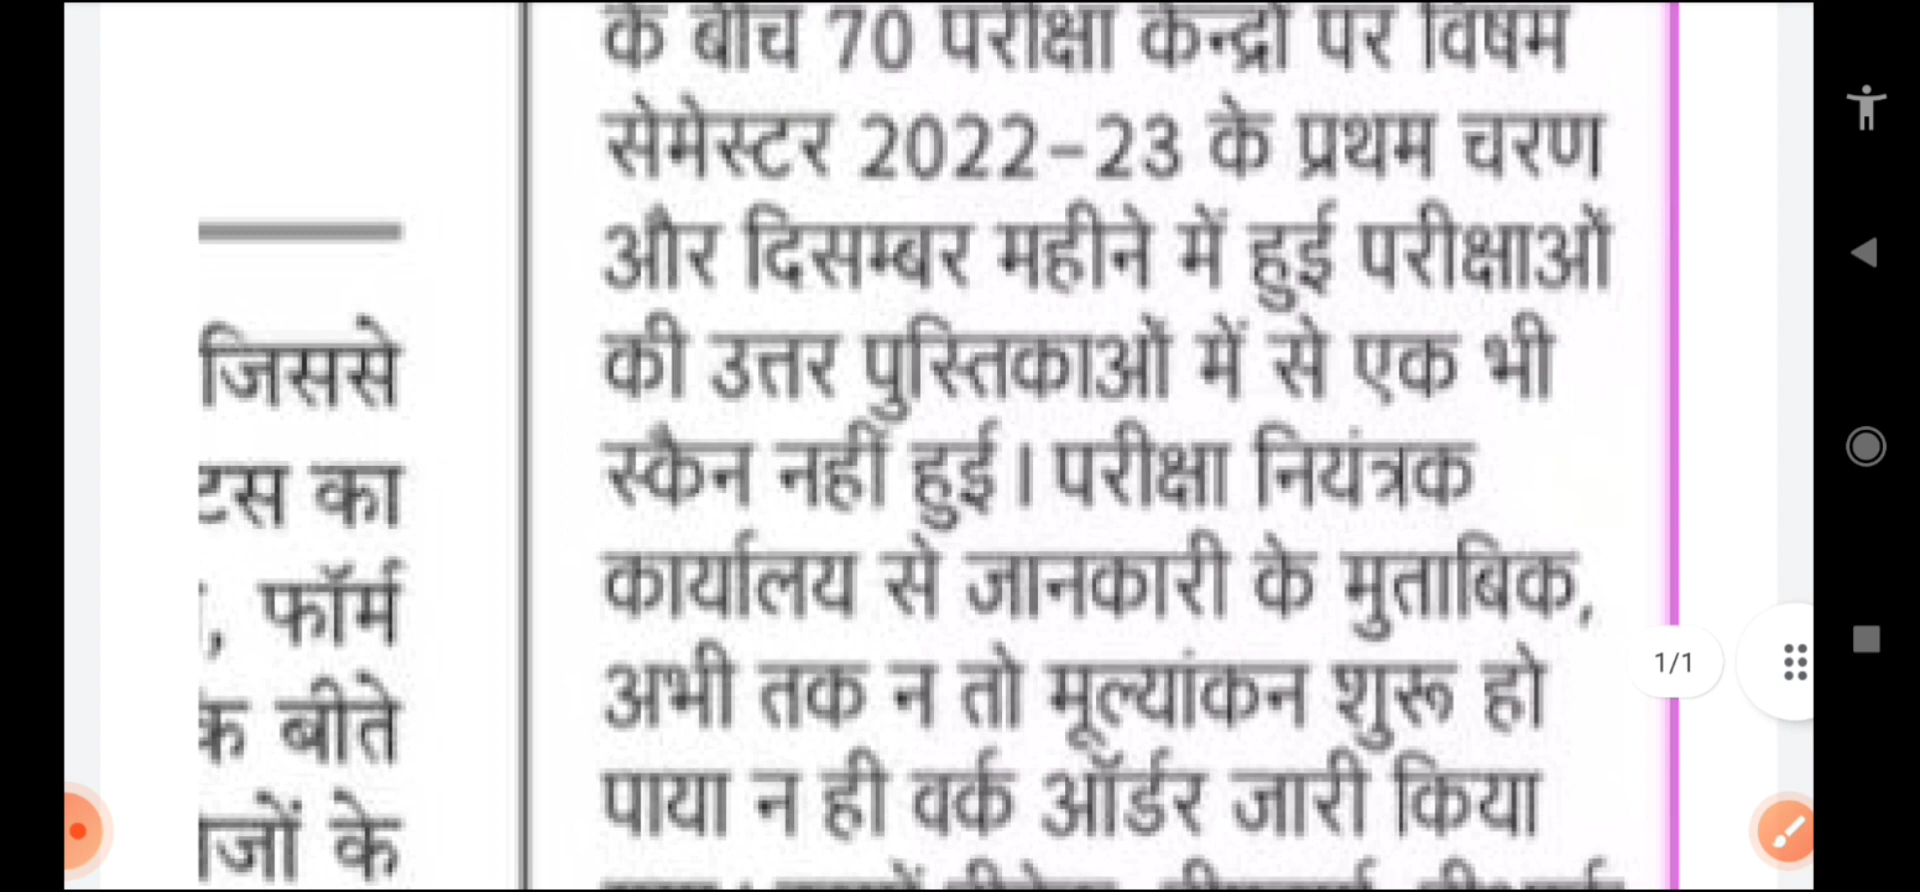 जिससे
टस का
, फॉर्म
क बीते
जों के
के बीच 70 परीक्षा केन्द्रों पर विषम
सेमेस्टर 2022-23 के प्रथम चरण
और दिसम्बर महीने में हुई परीक्षाओं
की उत्तर पुस्तिकाओं में से एक भी
स्कैन नहीं हुई। परीक्षा नियंत्रक
कार्यालय से जानकारी के मुताबिक,
अभी तक न तो मूल्यांकन शुरू हो
पाया न ही वर्क ऑर्डर जारी किया
1/1